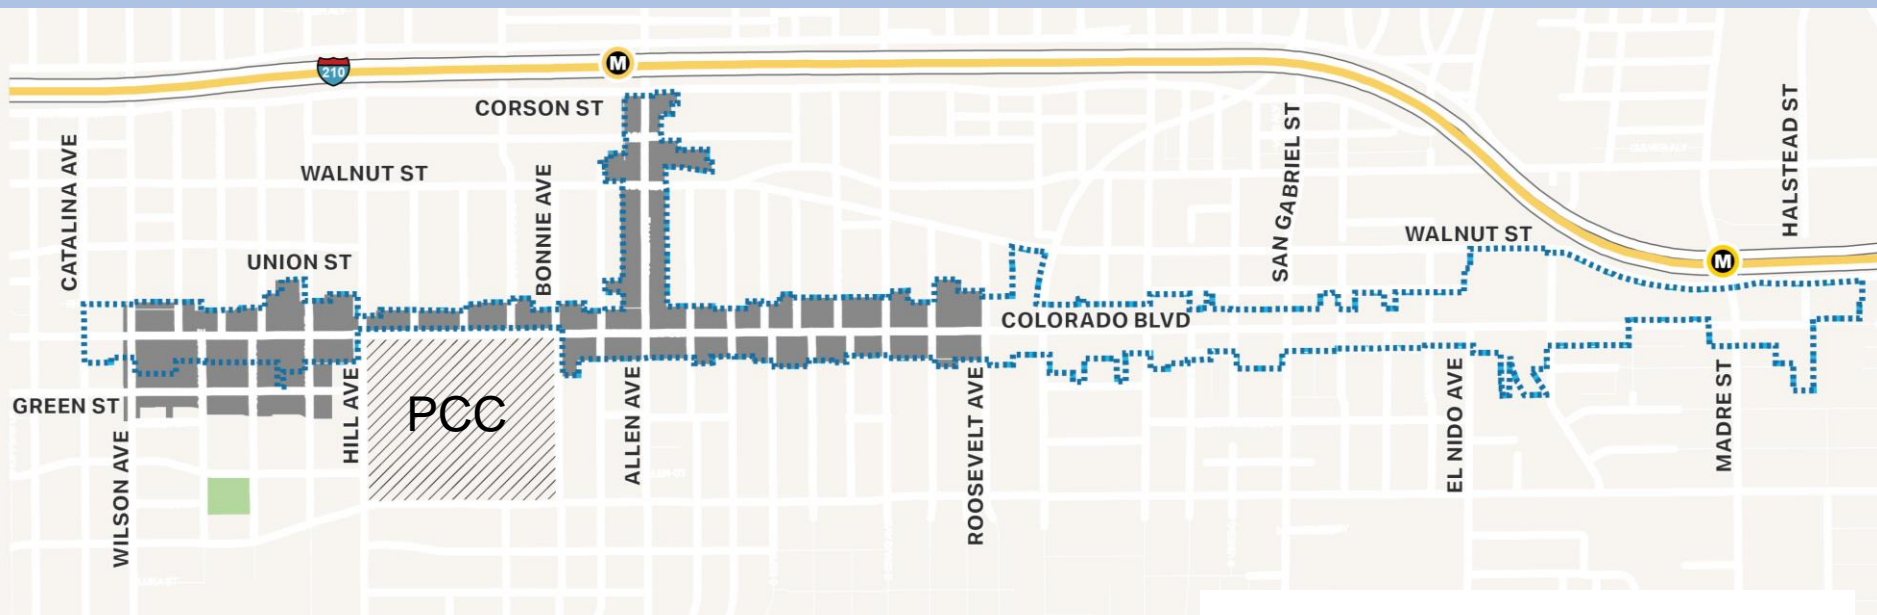 210
M
CORSON ST
CATALINA AVE
WALNUT ST
BONNIE AVE
SAN GABRIEL ST
HALSTEAD ST
WALNUT ST
UNION ST
M
COLORADO BLVD
GREEN ST
WILSON AVE
HILL AVE
PCC
ALLEN AVE
ROOSEVELT AVE
EL NIDO AVE
MADRE ST